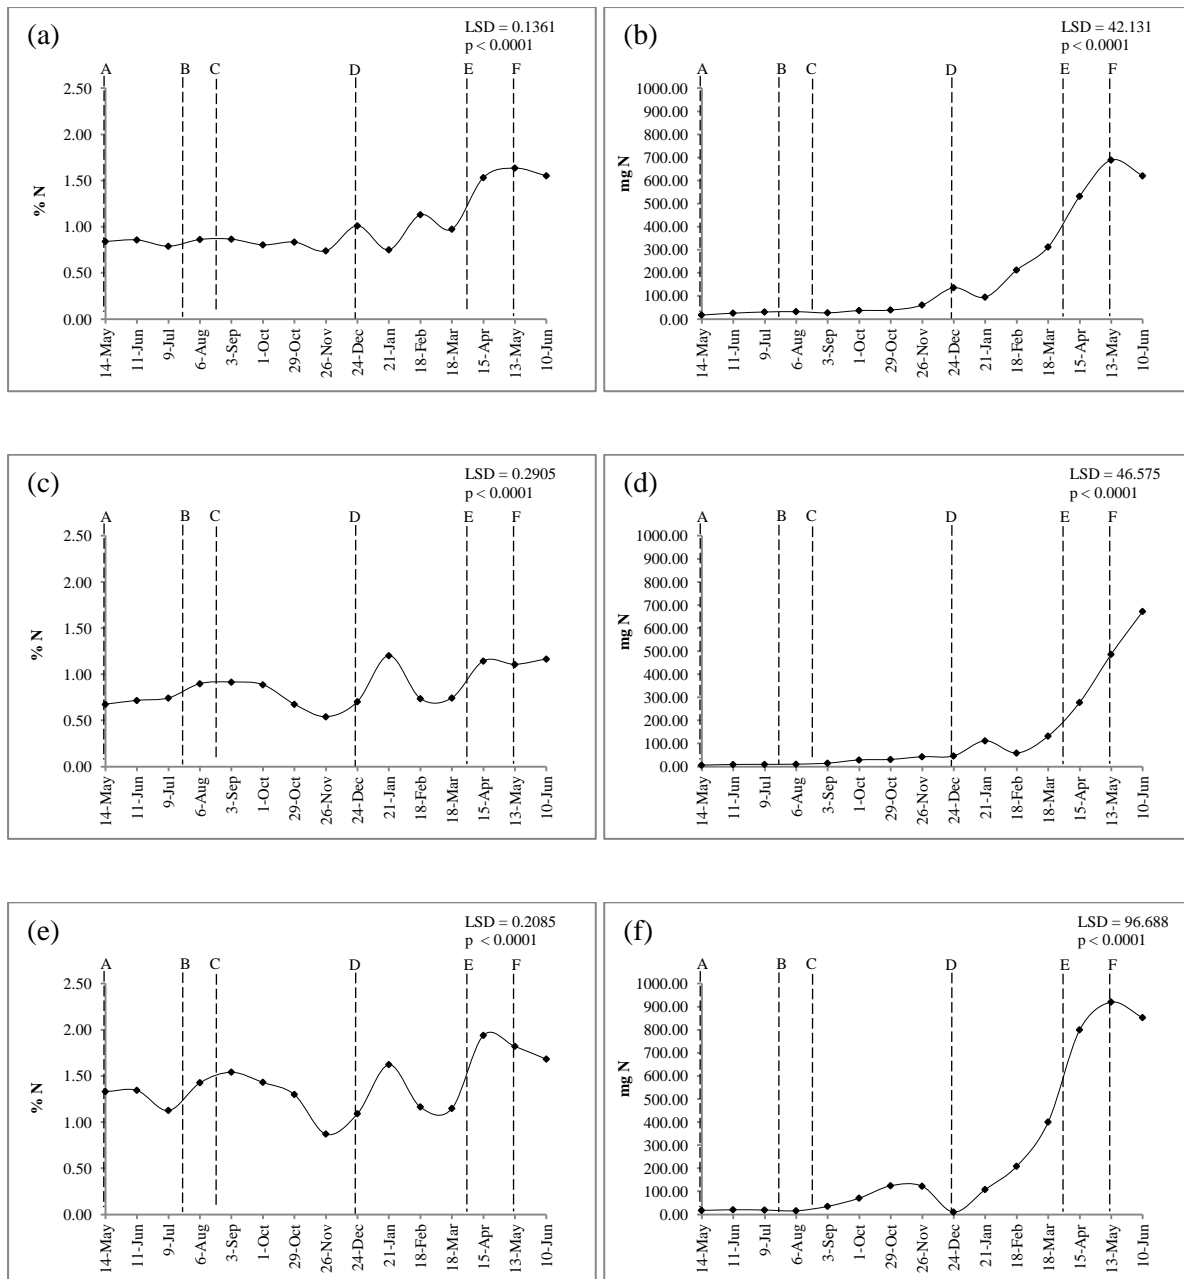 (a)
LSD = 0.1361
p < 0.0001
A B C D E F
2.50
2.00
1.50
1.00
0.50
0.00
% N
14-May 11-Jun 9-Jul 6-Aug 3-Sep 1-Oct 29-Oct 26-Nov 24-Dec 21-Jan 18-Feb 18-Mar 15-Apr 13-May 10-Jun
(b)
LSD = 42.131
p < 0.0001
A B C D E F
1000.00
900.00
800.00
700.00
600.00
500.00
400.00
300.00
200.00
100.00
0.00
mg N
14-May 11-Jun 9-Jul 6-Aug 3-Sep 1-Oct 29-Oct 26-Nov 24-Dec 21-Jan 18-Feb 18-Mar 15-Apr 13-May 10-Jun
(c)
LSD = 0.2905
p < 0.0001
A B C D E F
2.50
2.00
1.50
1.00
0.50
0.00
% N
14-May 11-Jun 9-Jul 6-Aug 3-Sep 1-Oct 29-Oct 26-Nov 24-Dec 21-Jan 18-Feb 18-Mar 15-Apr 13-May 10-Jun
(d)
LSD = 46.575
p < 0.0001
A B C D E F
1000.00
900.00
800.00
700.00
600.00
500.00
400.00
300.00
200.00
100.00
0.00
mg N
14-May 11-Jun 9-Jul 6-Aug 3-Sep 1-Oct 29-Oct 26-Nov 24-Dec 21-Jan 18-Feb 18-Mar 15-Apr 13-May 10-Jun
(e)
LSD = 0.2085
p < 0.0001
A B C D E F
2.50
2.00
1.50
1.00
0.50
0.00
% N
14-May 11-Jun 9-Jul 6-Aug 3-Sep 1-Oct 29-Oct 26-Nov 24-Dec 21-Jan 18-Feb 18-Mar 15-Apr 13-May 10-Jun
(f)
LSD = 96.688
p < 0.0001
A B C D E F
1000.00
900.00
800.00
700.00
600.00
500.00
400.00
300.00
200.00
100.00
0.00
mg N
14-May 11-Jun 9-Jul 6-Aug 3-Sep 1-Oct 29-Oct 26-Nov 24-Dec 21-Jan 18-Feb 18-Mar 15-Apr 13-May 10-Jun